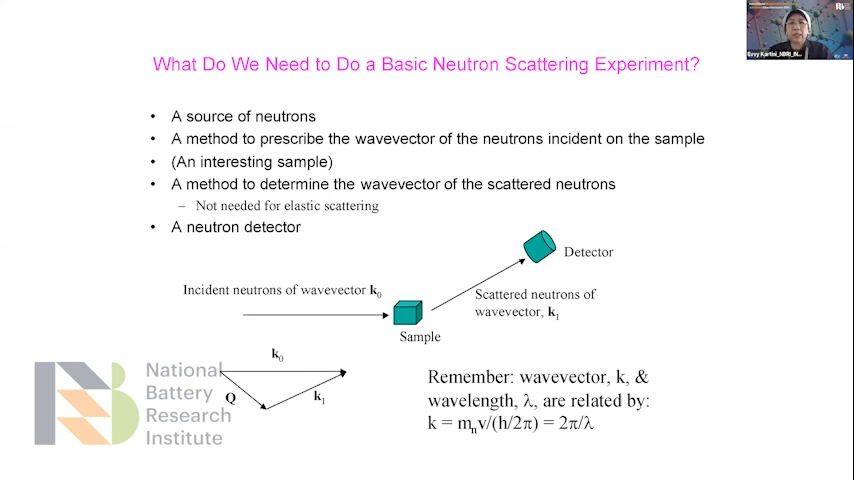 What Do We Need to Do a Basic Neutron Scattering Experiment?
• A source of neutrons
• A method to prescribe the wavevector of the neutrons incident on the sample
• (An interesting sample)
• A method to determine the wavevector of the scattered neutrons
– Not needed for elastic scattering
• A neutron detector
Detector
Incident neutrons of wavevector k₀
Scattered neutrons of
wavevector, k₁
Sample
k₀
Q
k₁
Remember: wavevector, k, &
wavelength, λ, are related by:
k = mₙv/(h/2π) = 2π/λ
National
Battery
Research
Institute
Evvy Kartini_NBRI_IN...